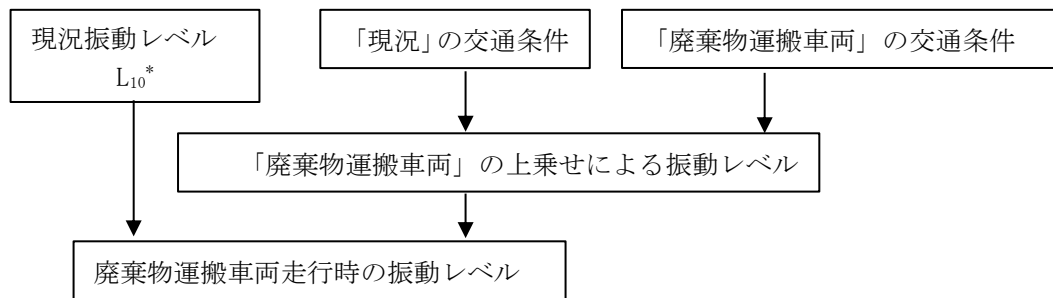 現況振動レベル
L10*
「現況」の交通条件
「廃棄物運搬車両」の交通条件
「廃棄物運搬車両」の上乗せによる振動レベル
廃棄物運搬車両走行時の振動レベル